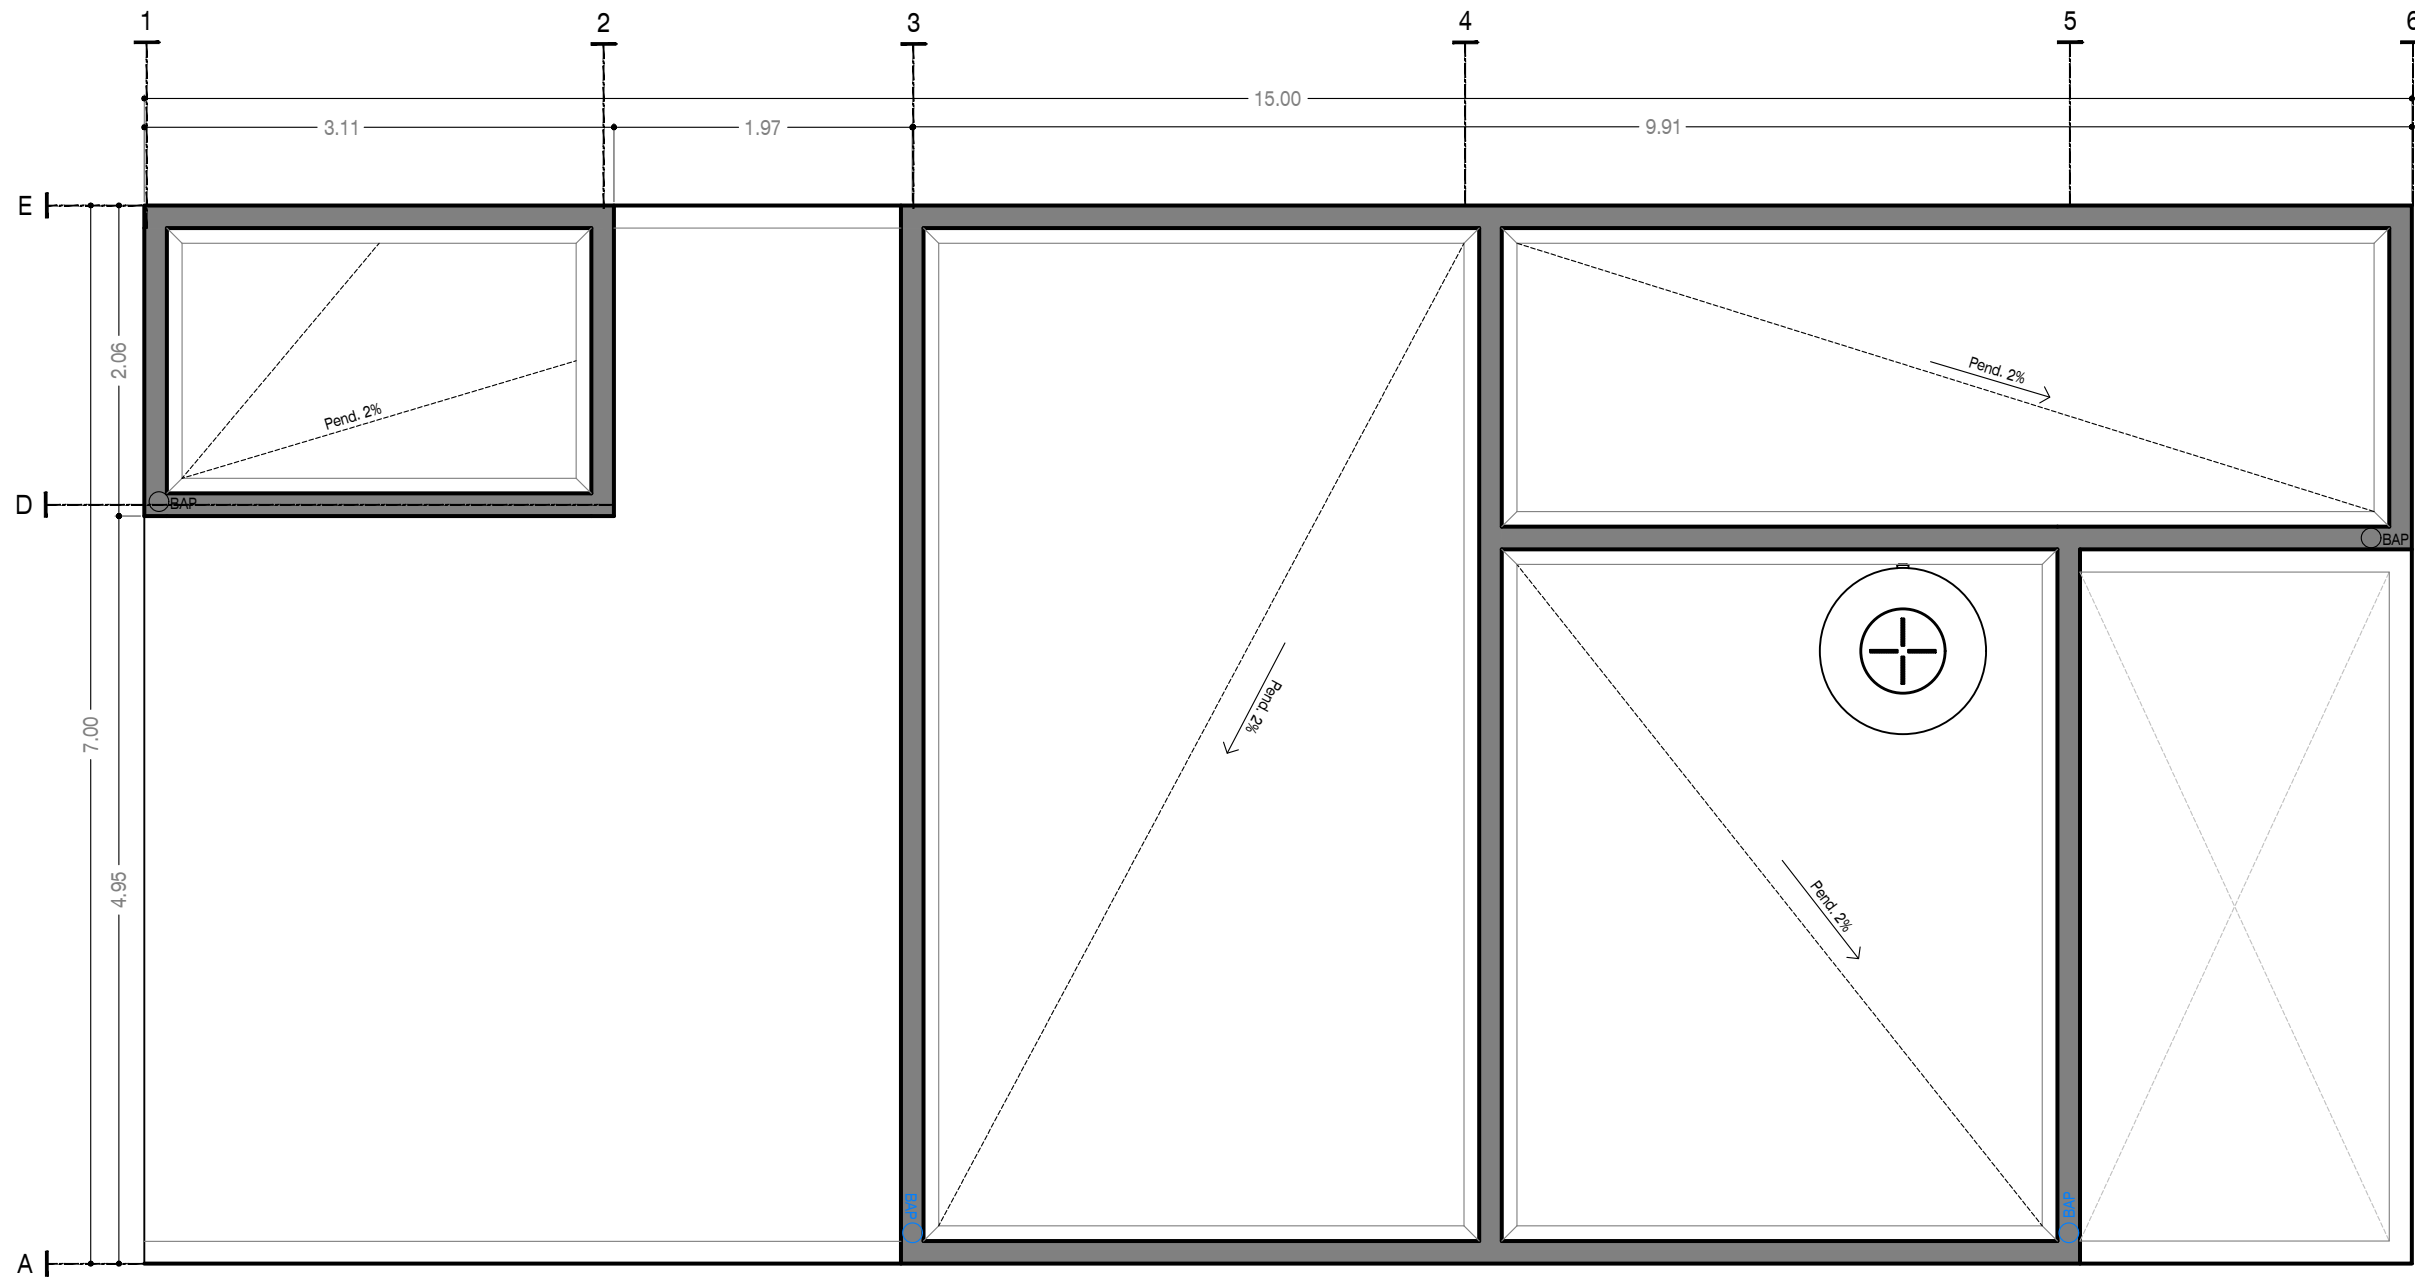 1
2
3
4
5
6
15.00
3.11
1.97
9.91
E
2.06
Pend. 2%
Pend. 2%
D
BAP
BAP
Pend. 2%
7.00
4.95
Pend. 2%
BAP
BAP
A